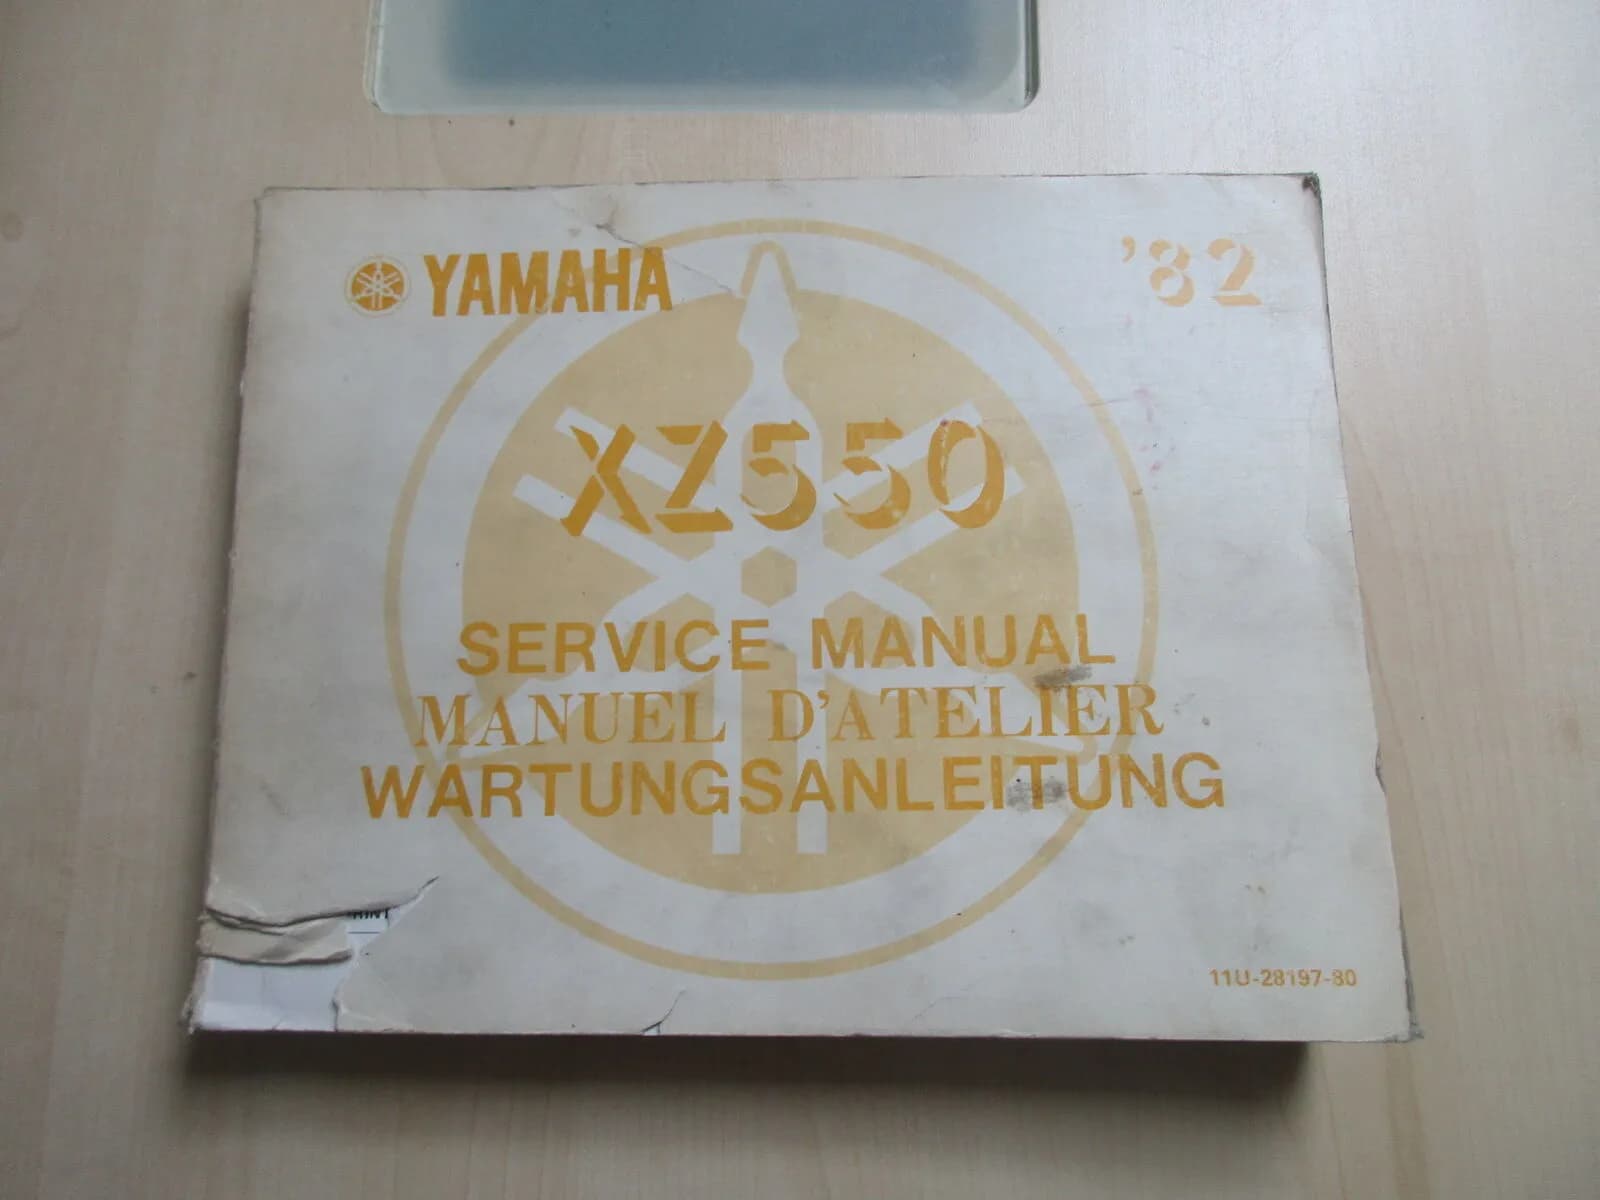 YAMAHA '82
XZ550
SERVICE MANUAL
MANUEL D'ATELIER
WARTUNGSANLEITUNG
11U-28197-80